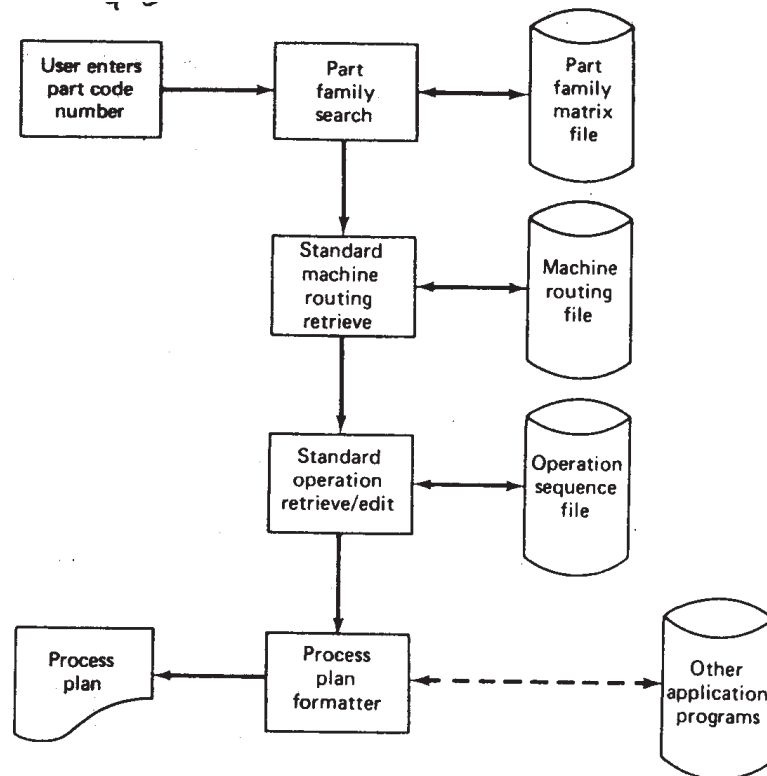 User enters
part code
number
Part
family
search
Part
family
matrix
file
Standard
machine
routing
retrieve
Machine
routing
file
Standard
operation
retrieve/edit
Operation
sequence
file
Process
plan
Process
plan
formatter
Other
application
programs